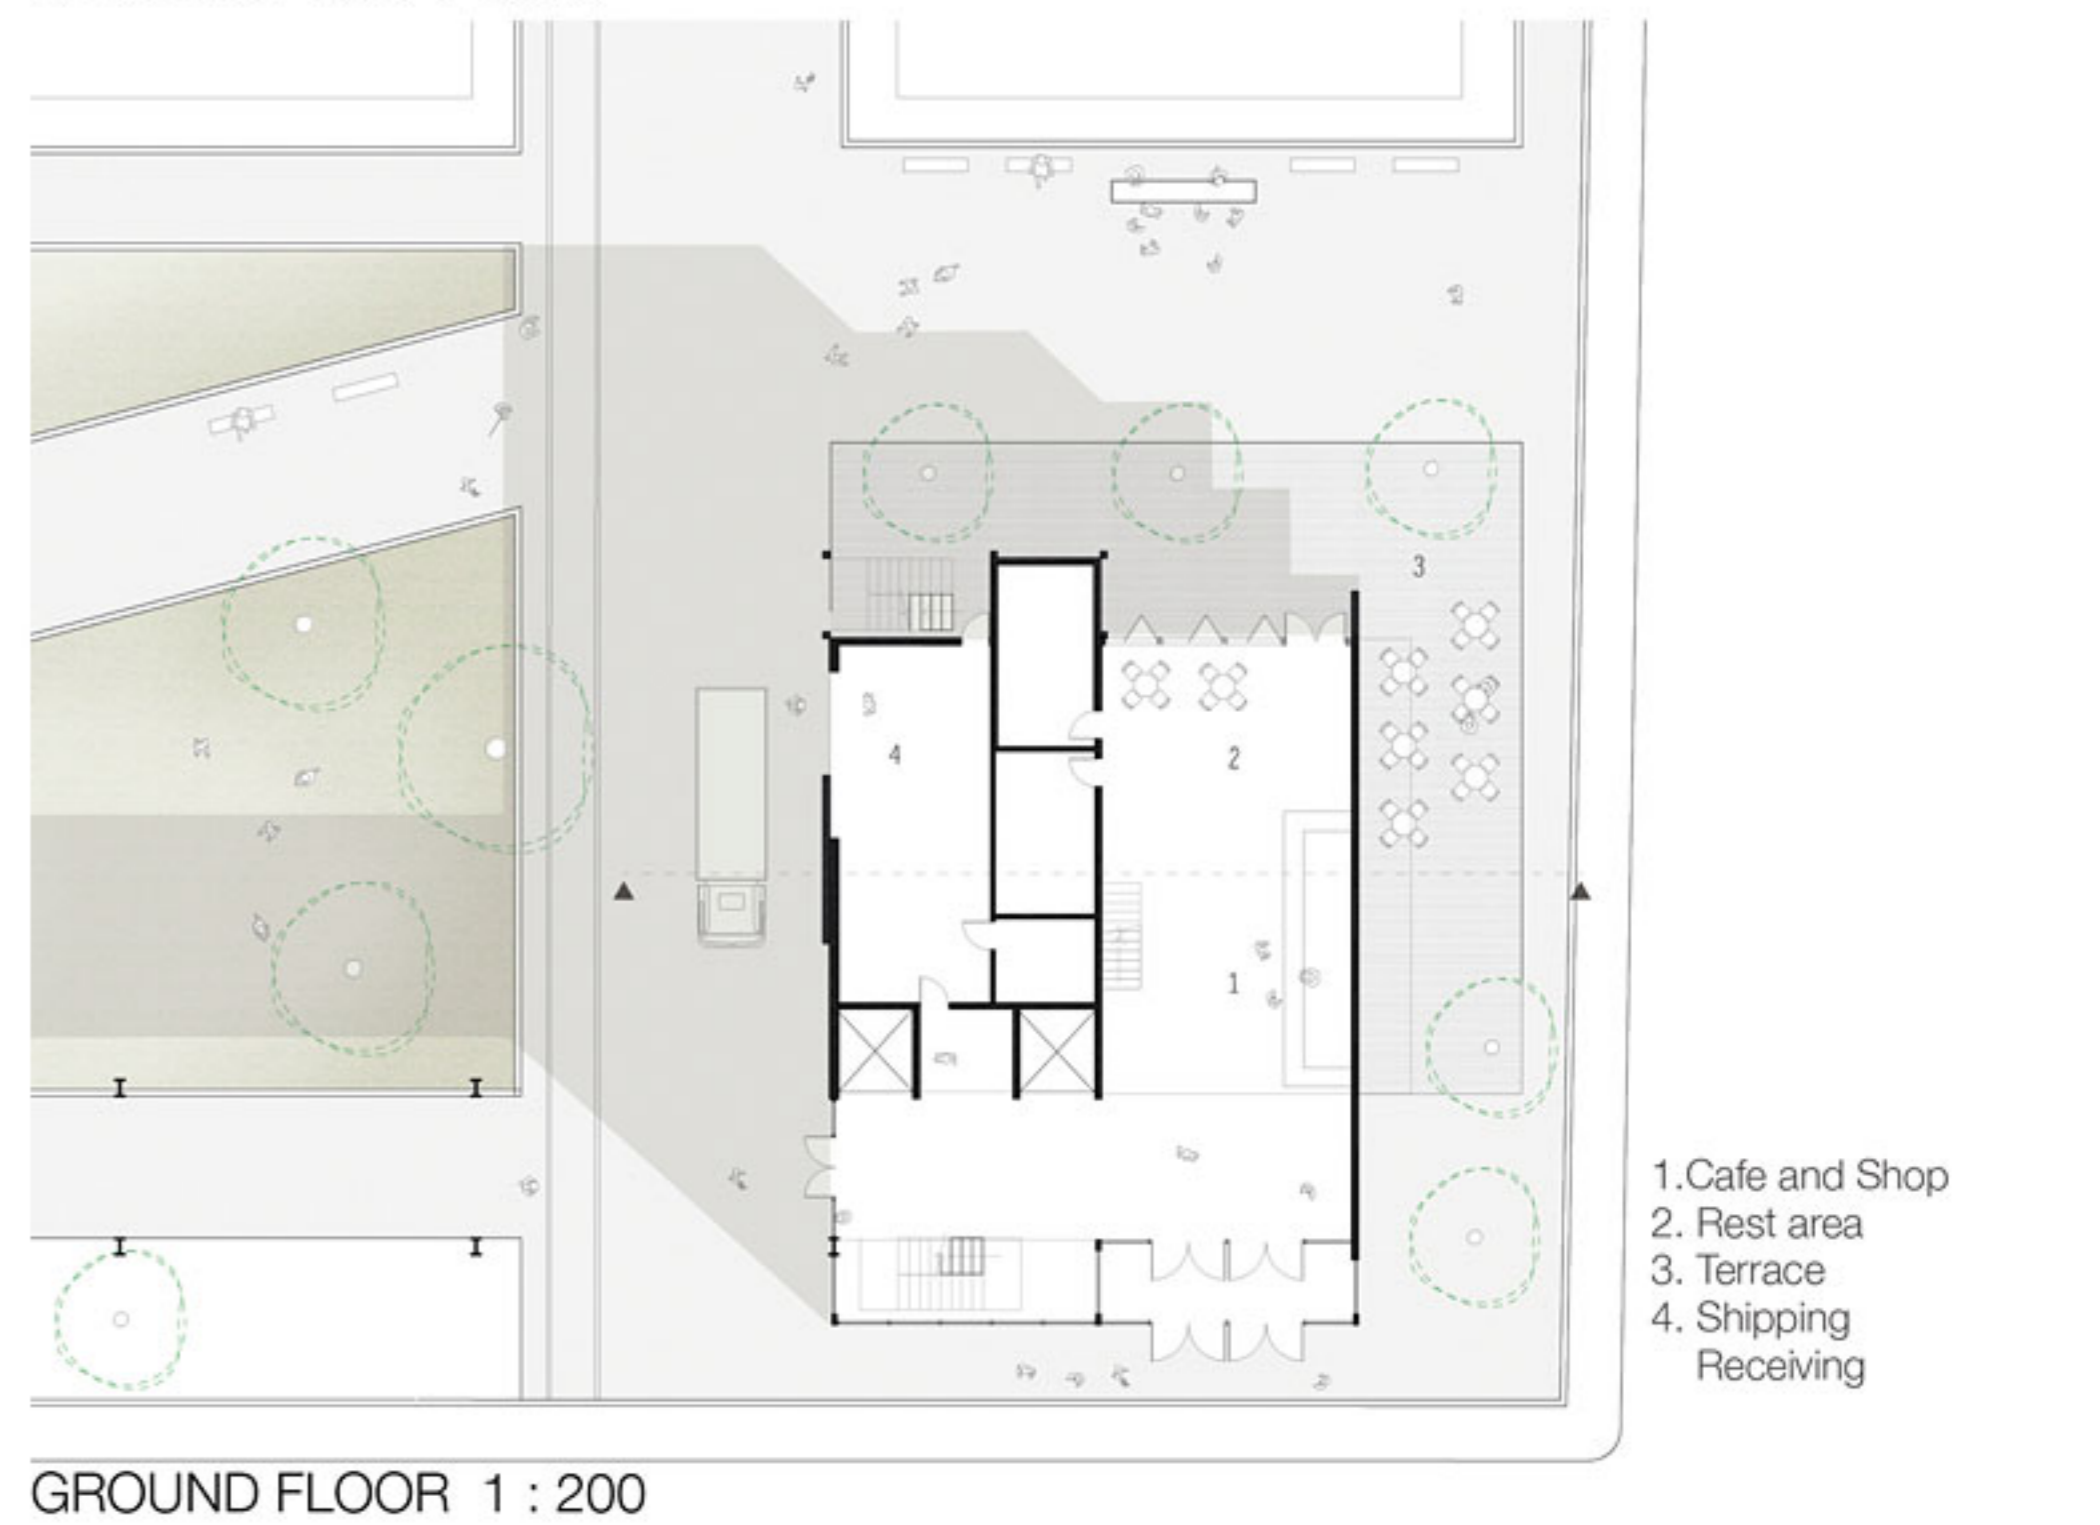 3
4
2
1
1.Cafe and Shop
2. Rest area
3. Terrace
4. Shipping
Receiving
GROUND FLOOR 1 : 200